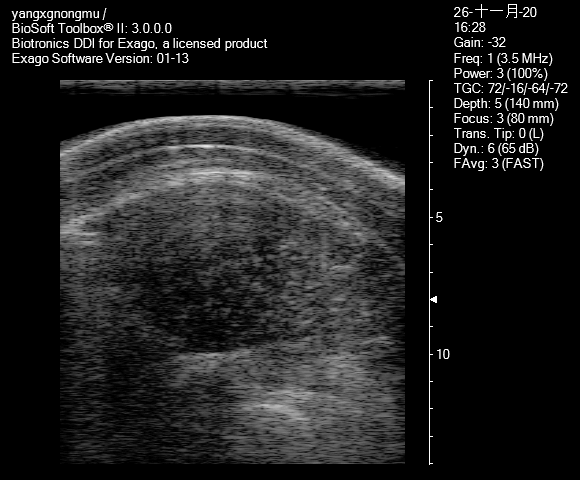 yangxgnongmu /
BioSoft Toolbox® II: 3.0.0.0
Biotronics DDI for Exago, a licensed product
Exago Software Version: 01-13
26-十一月-20
16:28
Gain: -32
Freq: 1 (3.5 MHz)
Power: 3 (100%)
TGC: 72/-16/-64/-72
Depth: 5 (140 mm)
Focus: 3 (80 mm)
Trans. Tip: 0 (L)
Dyn.: 6 (65 dB)
FAvg: 3 (FAST)
5
10